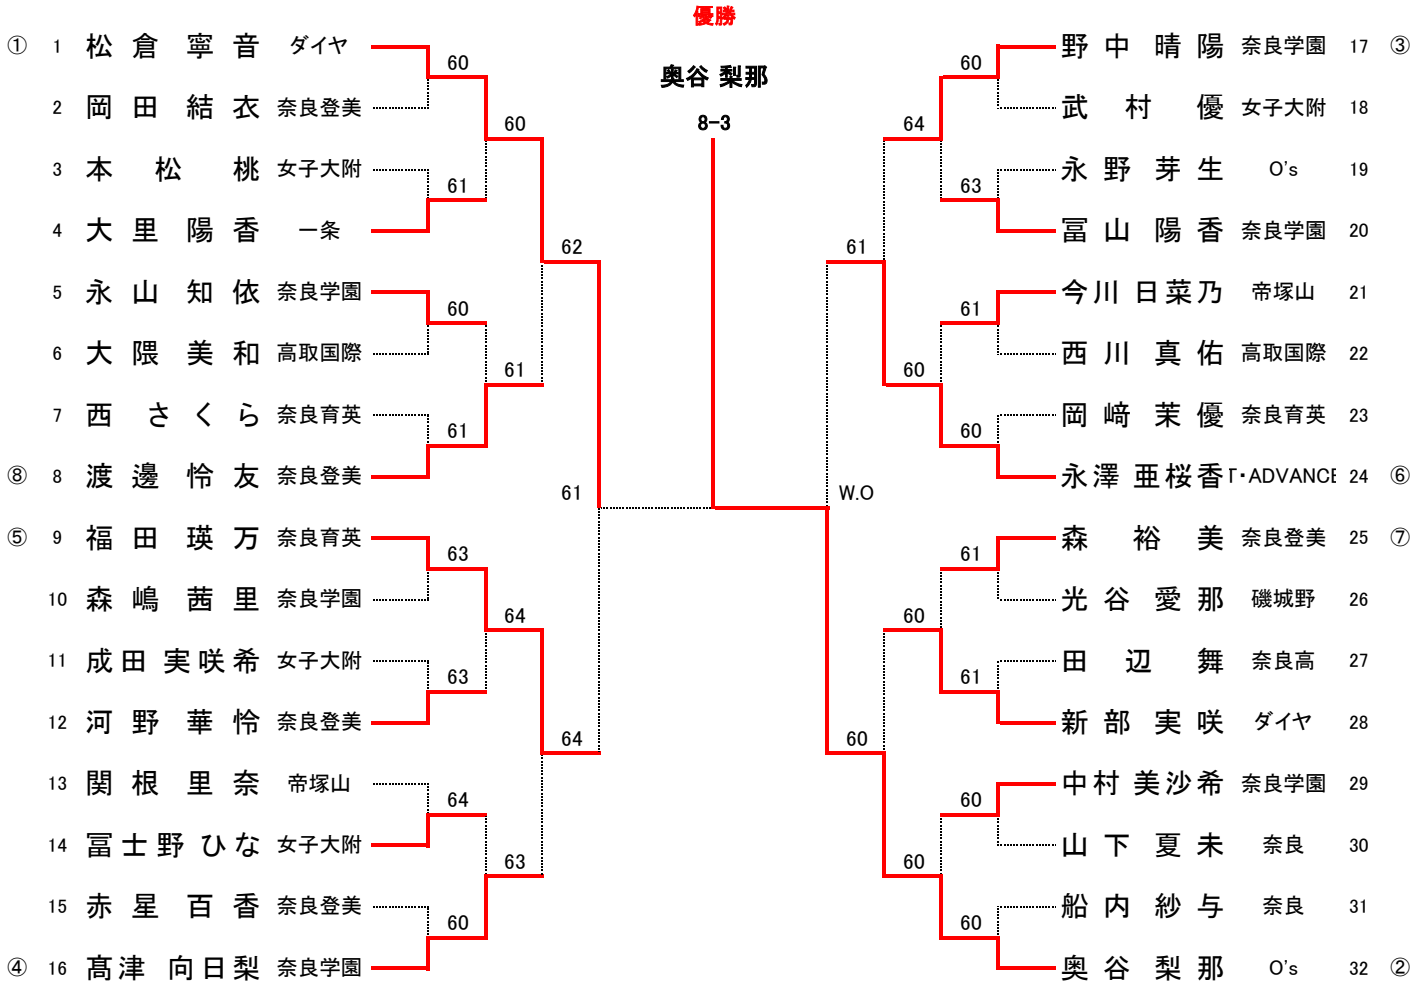 優勝
奥谷 梨那
8-3
① 1 松倉 寧音 ダイヤ
2 岡田 結衣 奈良登美
3 本松 桃 女子大附
4 大里 陽香 一条
5 永山 知依 奈良学園
6 大隈 美和 高取国際
7 西 さくら 奈良育英
⑧ 8 渡邊 怜友 奈良登美
⑤ 9 福田 瑛万 奈良育英
10 森嶋 茜里 奈良学園
11 成田 実咲希 女子大附
12 河野 華怜 奈良登美
13 関根 里奈 帝塚山
14 冨士野 ひな 女子大附
15 赤星 百香 奈良登美
④ 16 髙津 向日梨 奈良学園
60
61
60
61
63
63
64
60
60
61
64
63
62
64
61
野中 晴陽 奈良学園 17 ③
武村 優 女子大附 18
永野 芽生 O's 19
冨山 陽香 奈良学園 20
今川 日菜乃 帝塚山 21
西川 真佑 高取国際 22
岡﨑 茉優 奈良育英 23
永澤 亜桜香 T・ADVANCE 24 ⑥
森 裕美 奈良登美 25 ⑦
光谷 愛那 磯城野 26
田辺 舞 奈良高 27
新部 実咲 ダイヤ 28
中村 美沙希 奈良学園 29
山下 夏未 奈良 30
船内 紗与 奈良 31
奥谷 梨那 O's 32 ②
60
63
61
60
61
61
60
60
64
60
60
60
61
60
W.O